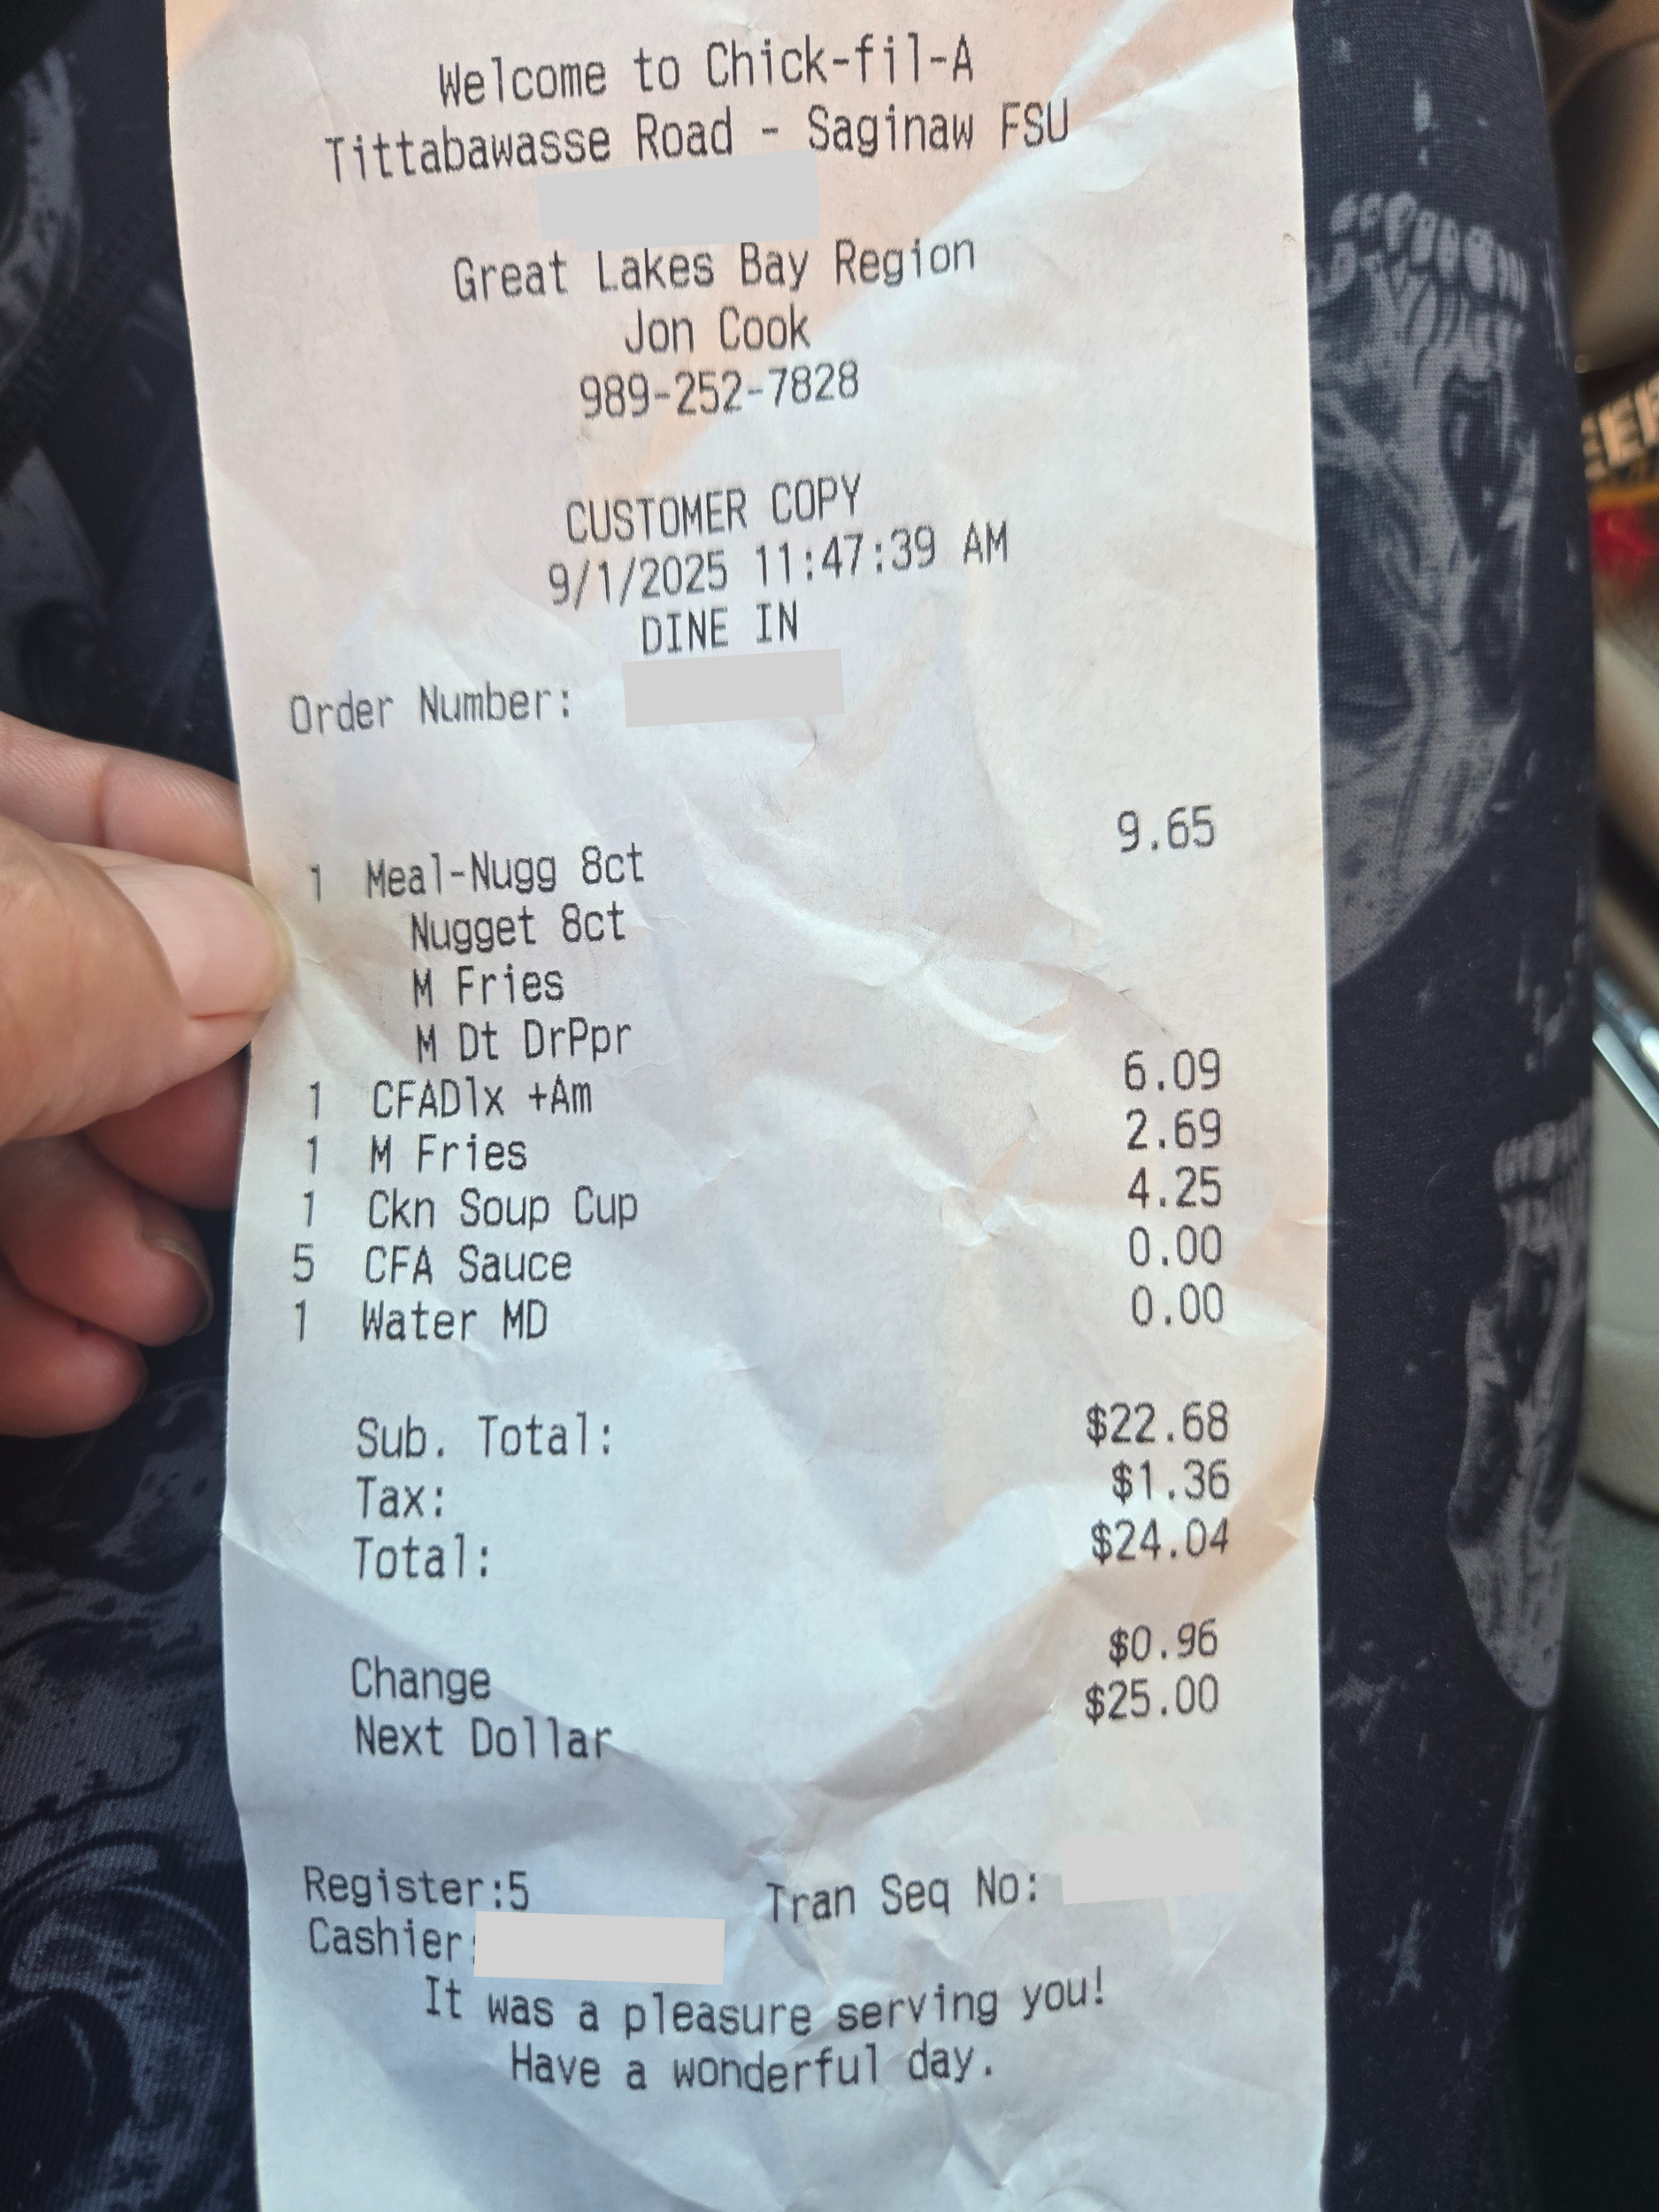 Welcome to Chick-fil-A
Tittabawasse Road - Saginaw FSU
Great Lakes Bay Region
Jon Cook
989-252-7828
CUSTOMER COPY
9/1/2025 11:47:39 AM
DINE IN
Order Number:
1 Meal-Nugg 8ct 9.65
Nugget 8ct
M Fries
M Dt DrPpr
1 CFADlx +Am 6.09
1 M Fries 2.69
1 Ckn Soup Cup 4.25
5 CFA Sauce 0.00
1 Water MD 0.00
Sub. Total: $22.68
Tax: $1.36
Total: $24.04
Change $0.96
Next Dollar $25.00
Register:5 Tran Seq No:
Cashier:
It was a pleasure serving you!
Have a wonderful day.